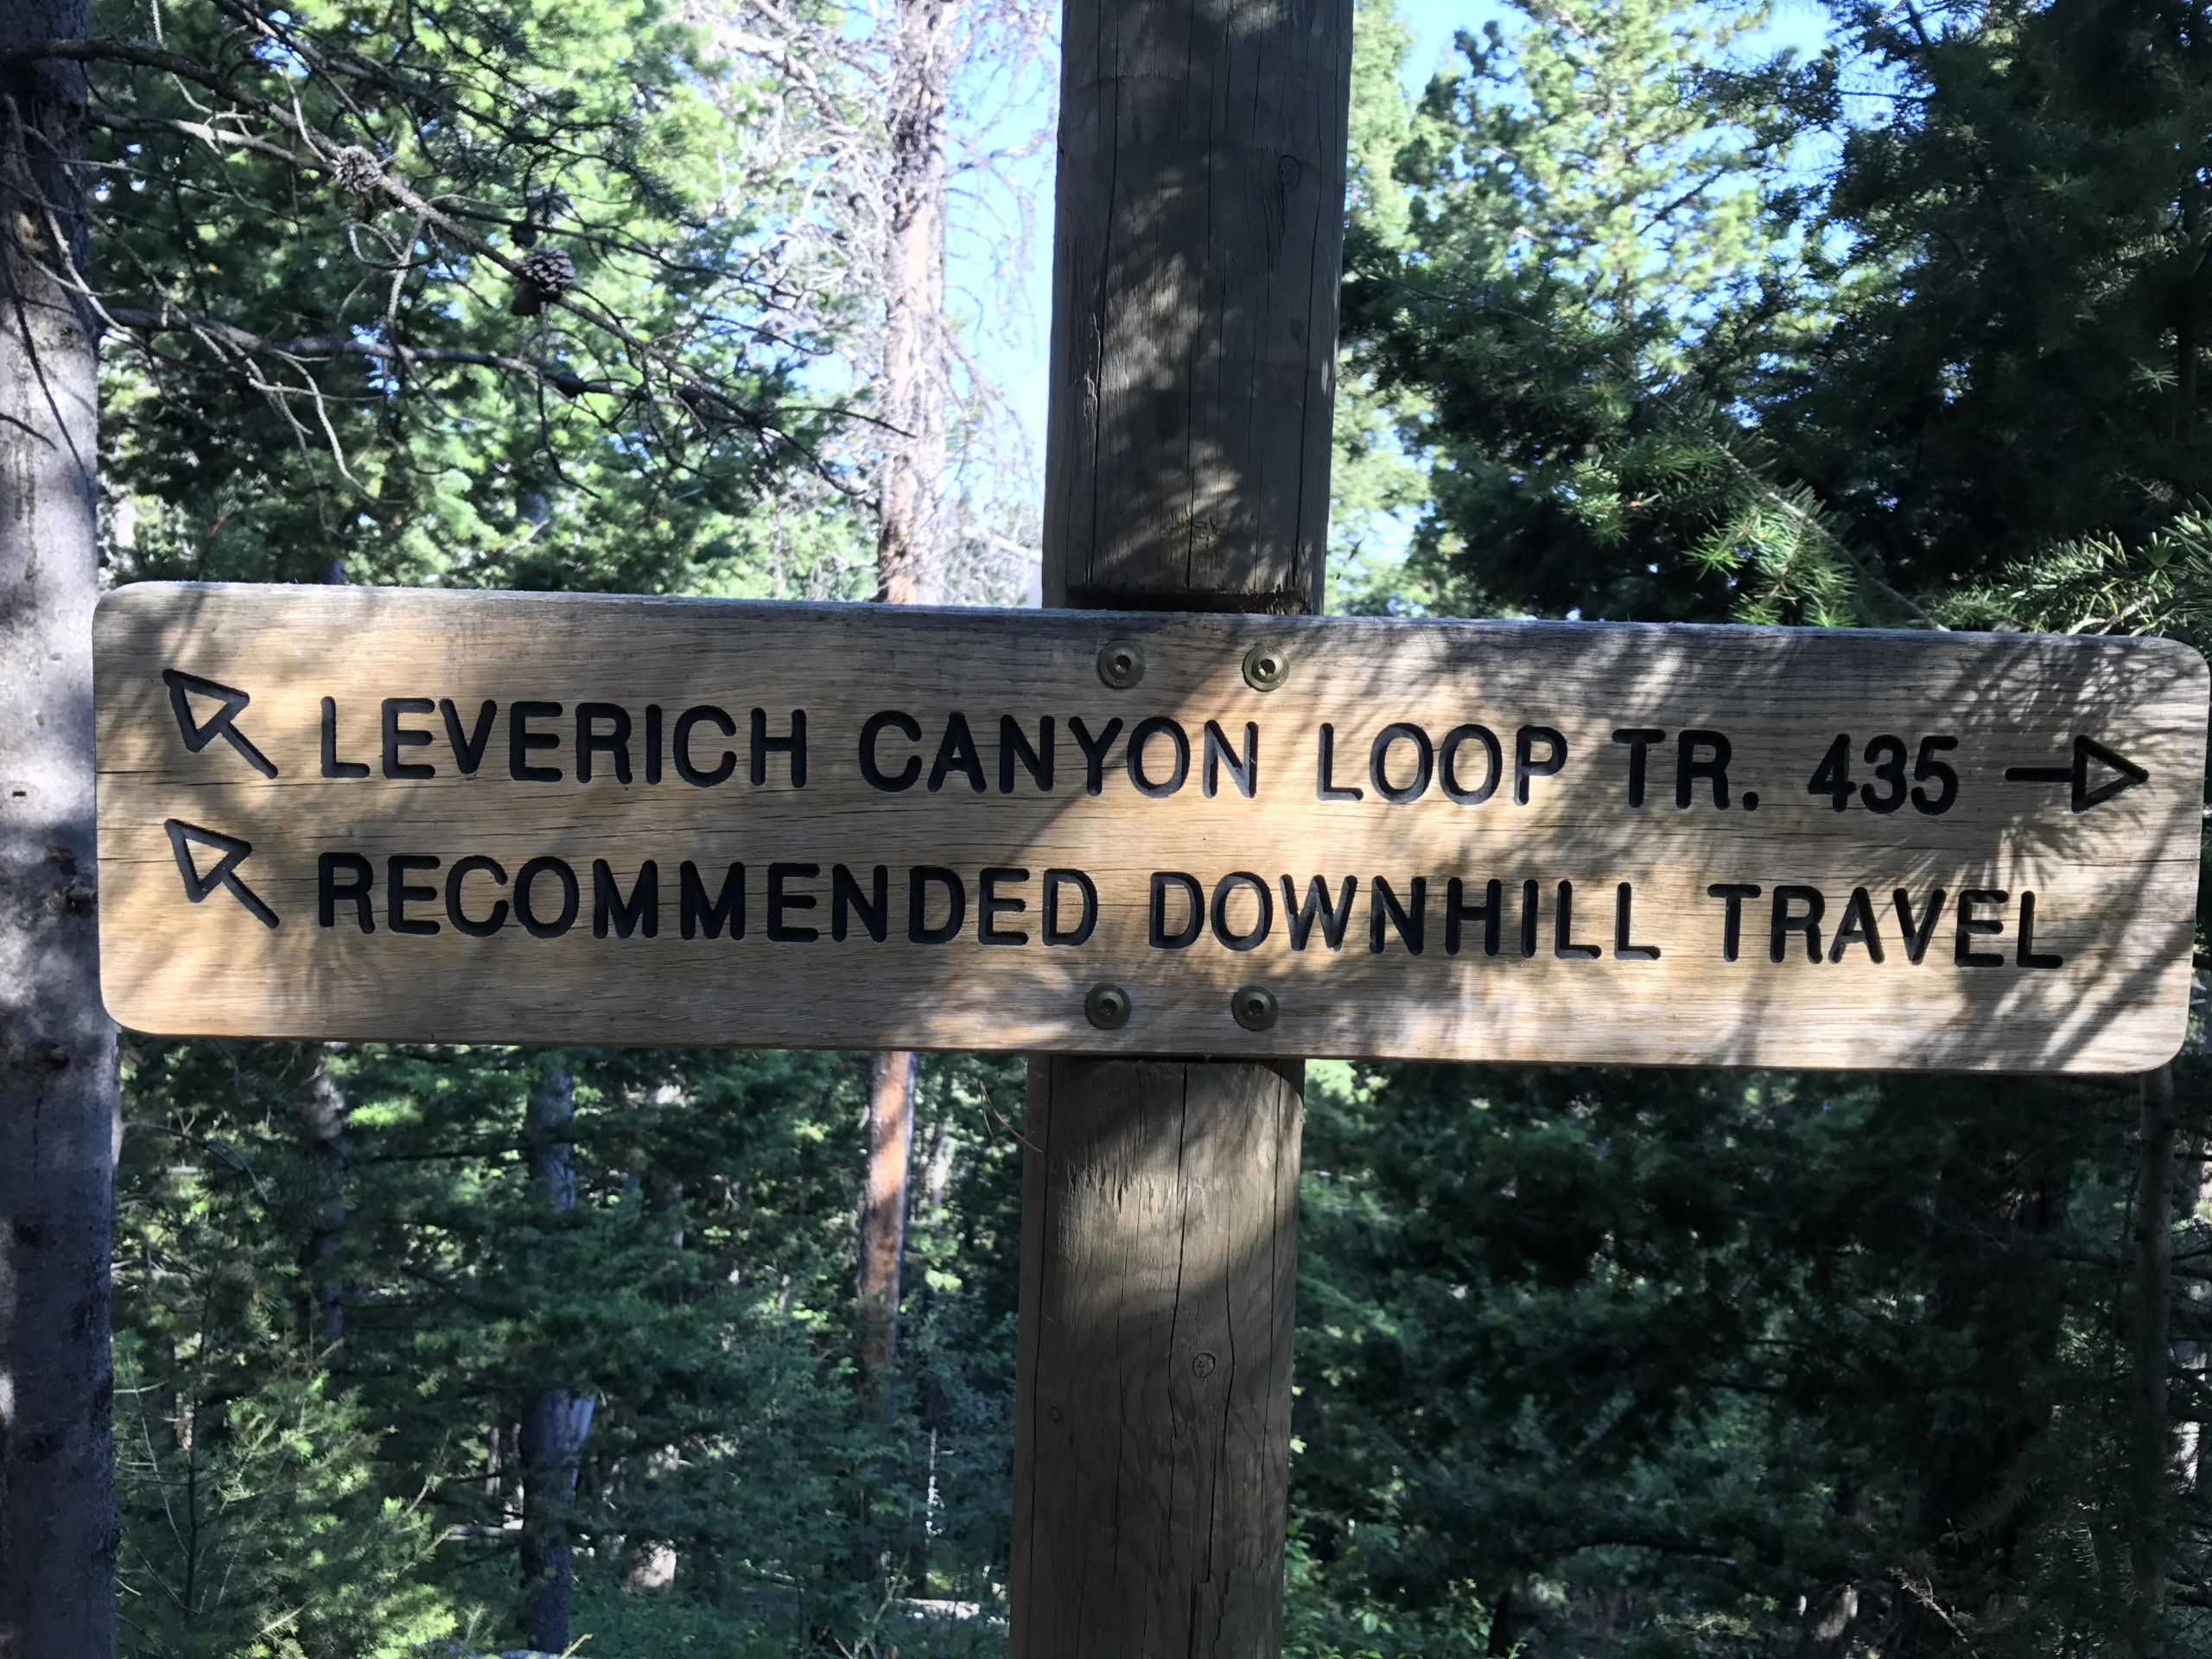 LEVERICH CANYON LOOP TR. 435
RECOMMENDED DOWNHILL TRAVEL